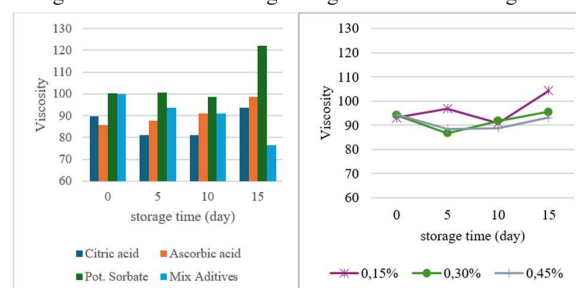 130
120
110
100
90
80
70
60
Viscosity
0 5 10 15
storage time (day)
Citric acid Ascorbic acid
Pot. Sorbate Mix Aditives
130
120
110
100
90
80
70
60
Viscosity
0 5 10 15
storage time (day)
0,15% 0,30% 0,45%